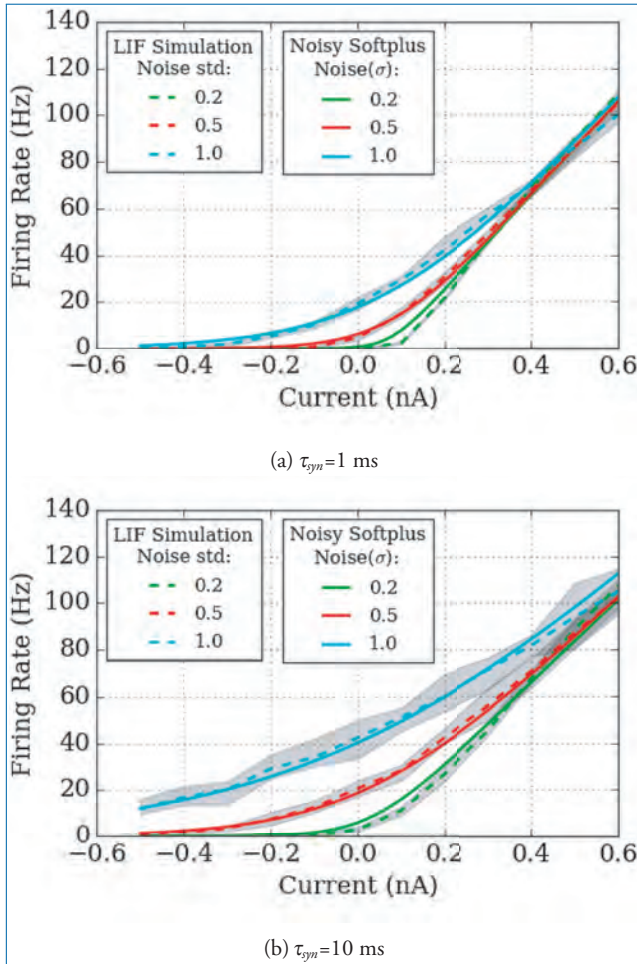 140
120
100
80
60
40
20
0
Firing Rate (Hz)
LIF Simulation
Noise std:
0.2
0.5
1.0
Noisy Softplus
Noise(σ):
0.2
0.5
1.0
−0.6 −0.4 −0.2 0.0 0.2 0.4 0.6
Current (nA)
(a) τsyn=1 ms
140
120
100
80
60
40
20
0
Firing Rate (Hz)
LIF Simulation
Noise std:
0.2
0.5
1.0
Noisy Softplus
Noise(σ):
0.2
0.5
1.0
−0.6 −0.4 −0.2 0.0 0.2 0.4 0.6
Current (nA)
(b) τsyn=10 ms